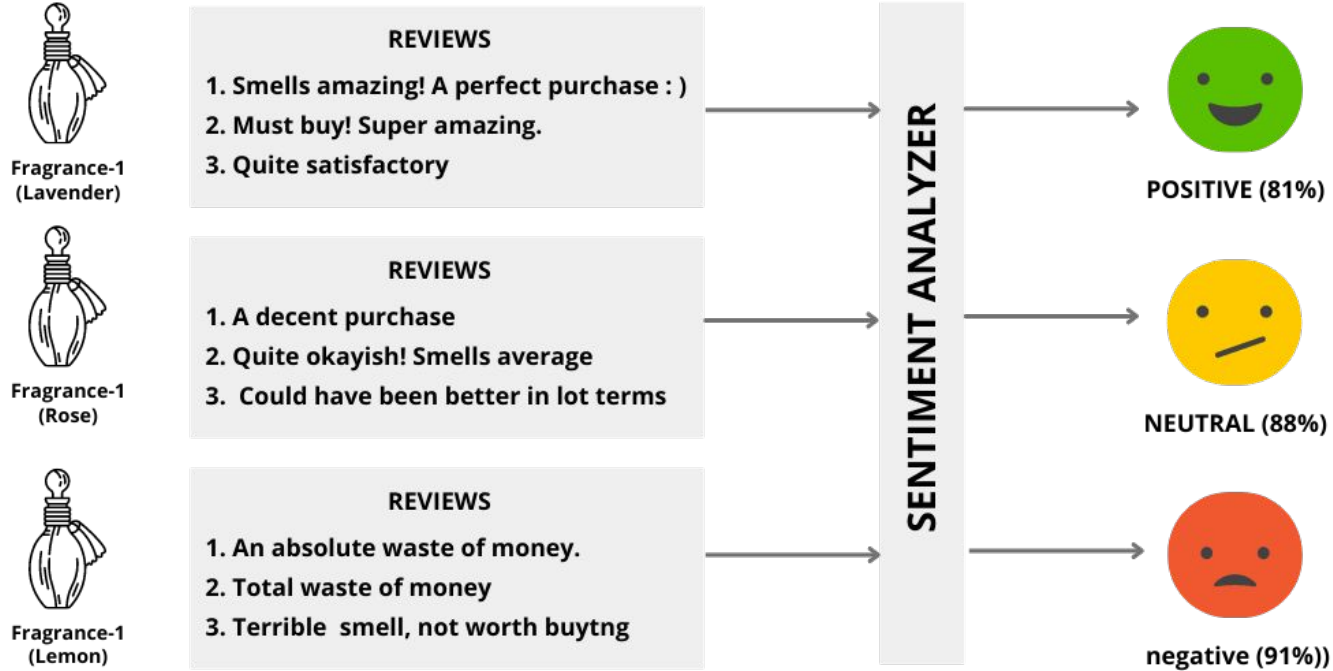 Fragrance-1
(Lavender)
REVIEWS
1. Smells amazing! A perfect purchase : )
2. Must buy! Super amazing.
3. Quite satisfactory
POSITIVE (81%)
Fragrance-1
(Rose)
REVIEWS
1. A decent purchase
2. Quite okayish! Smells average
3. Could have been better in lot terms
NEUTRAL (88%)
Fragrance-1
(Lemon)
REVIEWS
1. An absolute waste of money.
2. Total waste of money
3. Terrible smell, not worth buytng
negative (91%))
SENTIMENT ANALYZER